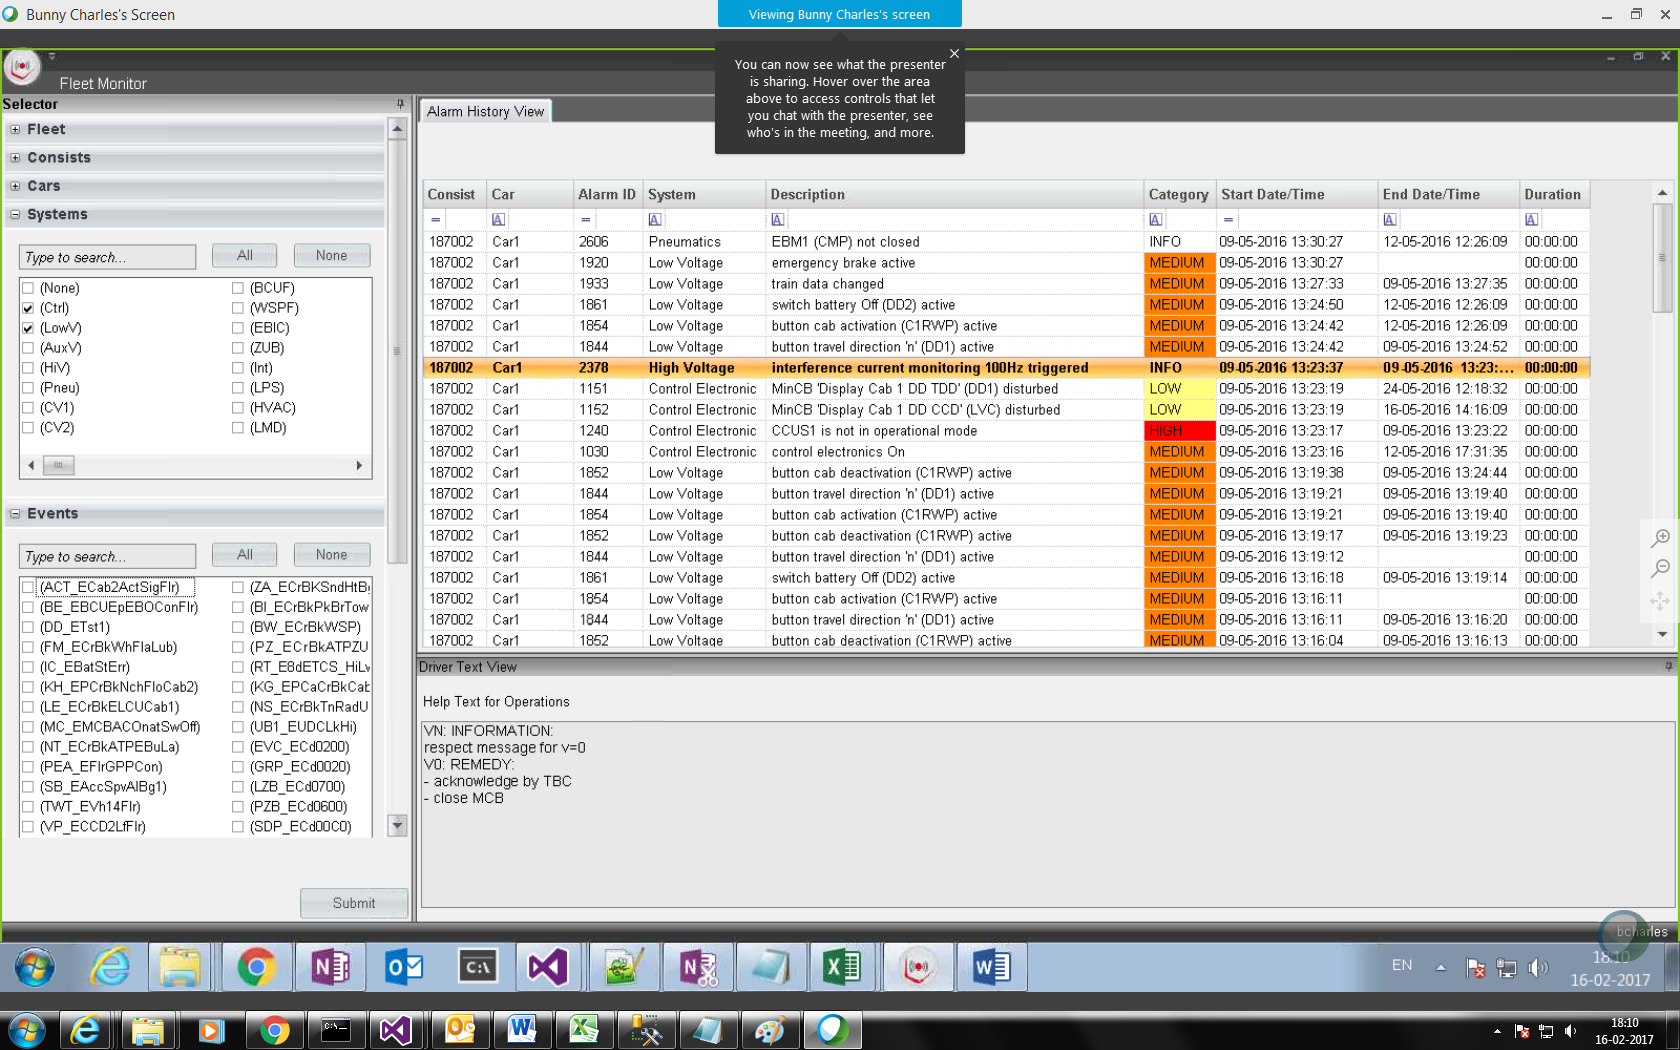 Bunny Charles's Screen
Viewing Bunny Charles's screen
You can now see what the presenter
is sharing. Hover over the area
above to access controls that let
you chat with the presenter, see
who's in the meeting, and more.
Fleet Monitor
Selector
Fleet
Consists
Cars
Systems
Type to search...
All
None
(None) (BCUF)
(Ctrl) (WSPF)
(LowV) (EBIC)
(AuxV) (ZUB)
(HiV) (Int)
(Pneu) (LPS)
(CV1) (HVAC)
(CV2) (LMD)
Events
Type to search...
All
None
(ACT_ECab2ActSigFlr) (ZA_ECrBKSndHtB
(BE_EBCUEpEBOConFlr) (BI_ECrBkPkBrTow
(DD_ETst1) (BW_ECrBkWSP)
(FM_ECrBkWhFlaLub) (PZ_ECrBkATPZU
(IC_EBatStErr) (RT_E8dETCS_HiLv
(KH_EPCrBkNchFloCab2) (KG_EPCaCrBkCab
(LE_ECrBkELCUCab1) (NS_ECrBkTnRadU
(MC_EMCBACOnatSwOff) (UB1_EUDCLkHi)
(NT_ECrBkATPEBuLa) (EVC_ECd0200)
(PEA_EFlrGPPCon) (GRP_ECd0020)
(SB_EAccSpvAlBg1) (LZB_ECd0700)
(TWT_EVh14Flr) (PZB_ECd0600)
(VP_ECCD2LfFlr) (SDP_ECd00C0)
Submit
Alarm History View
Consist Car Alarm ID System Description Category Start Date/Time End Date/Time Duration
= A = A A A = A A
187002 Car1 2606 Pneumatics EBM1 (CMP) not closed INFO 09-05-2016 13:30:27 12-05-2016 12:26:09 00:00:00
187002 Car1 1920 Low Voltage emergency brake active MEDIUM 09-05-2016 13:30:27 00:00:00
187002 Car1 1933 Low Voltage train data changed MEDIUM 09-05-2016 13:27:33 09-05-2016 13:27:35 00:00:00
187002 Car1 1861 Low Voltage switch battery Off (DD2) active MEDIUM 09-05-2016 13:24:50 12-05-2016 12:26:09 00:00:00
187002 Car1 1854 Low Voltage button cab activation (C1RWP) active MEDIUM 09-05-2016 13:24:42 12-05-2016 12:26:09 00:00:00
187002 Car1 1844 Low Voltage button travel direction 'n' (DD1) active MEDIUM 09-05-2016 13:24:42 09-05-2016 13:24:52 00:00:00
187002 Car1 2378 High Voltage interference current monitoring 100Hz triggered INFO 09-05-2016 13:23:37 09-05-2016 13:23:... 00:00:00
187002 Car1 1151 Control Electronic MinCB 'Display Cab 1 DD TDD' (DD1) disturbed LOW 09-05-2016 13:23:19 24-05-2016 12:18:32 00:00:00
187002 Car1 1152 Control Electronic MinCB 'Display Cab 1 DD CCD' (LVC) disturbed LOW 09-05-2016 13:23:19 16-05-2016 14:16:09 00:00:00
187002 Car1 1240 Control Electronic CCUS1 is not in operational mode HIGH 09-05-2016 13:23:17 09-05-2016 13:23:22 00:00:00
187002 Car1 1030 Control Electronic control electronics On MEDIUM 09-05-2016 13:23:16 12-05-2016 17:31:35 00:00:00
187002 Car1 1852 Low Voltage button cab deactivation (C1RWP) active MEDIUM 09-05-2016 13:19:38 09-05-2016 13:24:44 00:00:00
187002 Car1 1844 Low Voltage button travel direction 'n' (DD1) active MEDIUM 09-05-2016 13:19:21 09-05-2016 13:19:40 00:00:00
187002 Car1 1854 Low Voltage button cab activation (C1RWP) active MEDIUM 09-05-2016 13:19:21 09-05-2016 13:19:40 00:00:00
187002 Car1 1852 Low Voltage button cab deactivation (C1RWP) active MEDIUM 09-05-2016 13:19:17 09-05-2016 13:19:23 00:00:00
187002 Car1 1844 Low Voltage button travel direction 'n' (DD1) active MEDIUM 09-05-2016 13:19:12 00:00:00
187002 Car1 1861 Low Voltage switch battery Off (DD2) active MEDIUM 09-05-2016 13:16:18 09-05-2016 13:19:14 00:00:00
187002 Car1 1854 Low Voltage button cab activation (C1RWP) active MEDIUM 09-05-2016 13:16:11 00:00:00
187002 Car1 1844 Low Voltage button travel direction 'n' (DD1) active MEDIUM 09-05-2016 13:16:11 09-05-2016 13:16:20 00:00:00
187002 Car1 1852 Low Voltage button cab deactivation (C1RWP) active MEDIUM 09-05-2016 13:16:04 09-05-2016 13:16:13 00:00:00
Driver Text View
Help Text for Operations
VN: INFORMATION:
respect message for v=0
V0: REMEDY:
- acknowledge by TBC
- close MCB
bcharles
EN
18:10
16-02-2017
18:10
16-02-2017